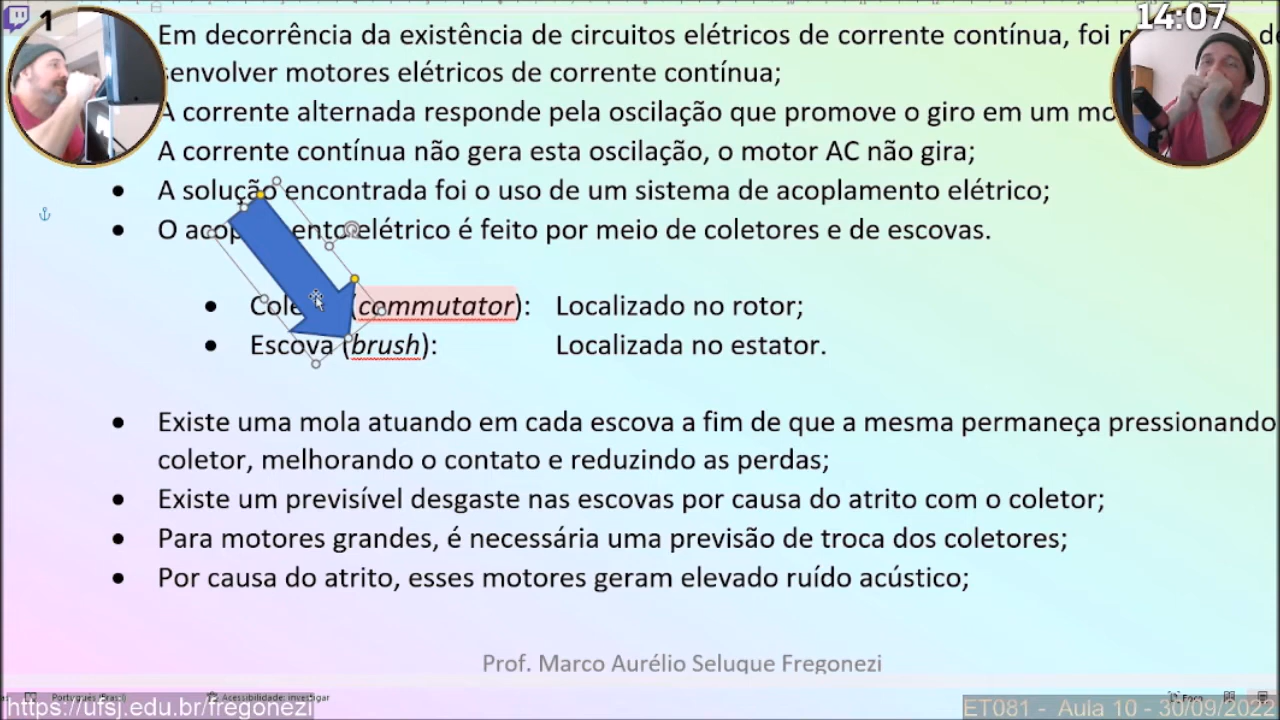 1
14:07
Em decorrência da existência de circuitos elétricos de corrente contínua, foi
senvolver motores elétricos de corrente contínua;
A corrente alternada responde pela oscilação que promove o giro em um
A corrente contínua não gera esta oscilação, o motor AC não gira;
• A solução encontrada foi o uso de um sistema de acoplamento elétrico;
• O elétrico é feito por meio de coletores e de escovas.
• (commutator): Localizado no rotor;
• Escova (brush): Localizada no estator.
• Existe uma mola atuando em cada escova a fim de que a mesma permaneça pressionando
coletor, melhorando o contato e reduzindo as perdas;
• Existe um previsível desgaste nas escovas por causa do atrito com o coletor;
• Para motores grandes, é necessária uma previsão de troca dos coletores;
• Por causa do atrito, esses motores geram elevado ruído acústico;
Prof. Marco Aurélio Seluque Fregonezi
Português (Brasil) Acessibilidade: investigar
https://ufsj.edu.br/fregonezi ET081 - Aula 10 - 30/09/2022